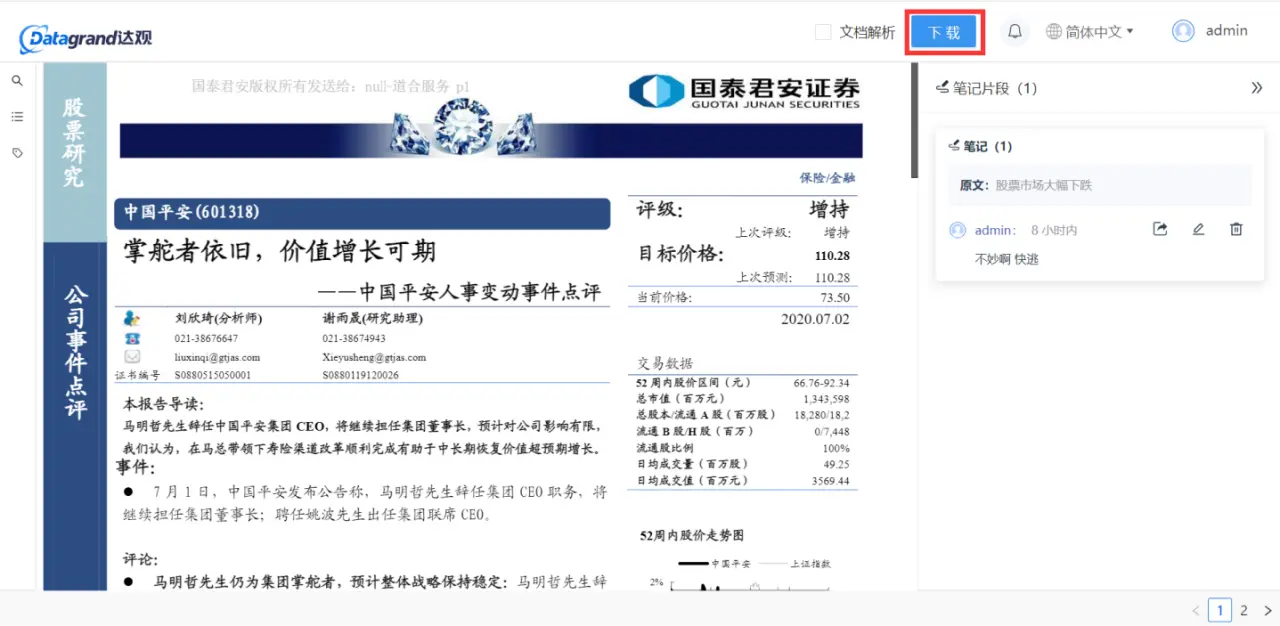 Datagrand达观
文档解析
下 载
简体中文
admin
国泰君安版权所有发送给：null-道合服务 p1
国泰君安证券
GUOTAI JUNAN SECURITIES
股票研究
公司事件点评
保险/金融
中国平安(601318)
掌舵者依旧，价值增长可期
——中国平安人事变动事件点评
刘欣琦(分析师) 谢雨晟(研究助理)
021-38676647 021-38674943
liuxinqi@gtjas.com Xieyusheng@gtjas.com
证书编号 S0880515050001 S0880119120026
本报告导读：
马明哲先生辞任中国平安集团 CEO，将继续担任集团董事长，预计对公司影响有限，
我们认为，在马总带领下寿险渠道改革顺利完成有助于中长期恢复价值超预期增长。
事件：
● 7 月 1 日，中国平安发布公告称，马明哲先生辞任集团 CEO 职务，将
继续担任集团董事长；聘任姚波先生出任集团联席 CEO。
评论：
● 马明哲先生仍为集团掌舵者，预计整体战略保持稳定：马明哲先生辞
评级： 增持
上次评级： 增持
目标价格： 110.28
上次预测： 110.28
当前价格： 73.50
2020.07.02
交易数据
52 周内股价区间（元） 66.76-92.34
总市值（百万元） 1,343,598
总股本/流通 A 股（百万股） 18,280/18,2
流通 B 股/H 股（百万） 0/7,448
流通股比例 100%
日均成交量（百万股） 49.25
日均成交值（百万元） 3569.44
52周内股价走势图
中国平安 上证指数
2%
笔记片段（1）
笔记（1）
原文：股票市场大幅下跌
admin： 8 小时内
不妙啊 快逃
1 2